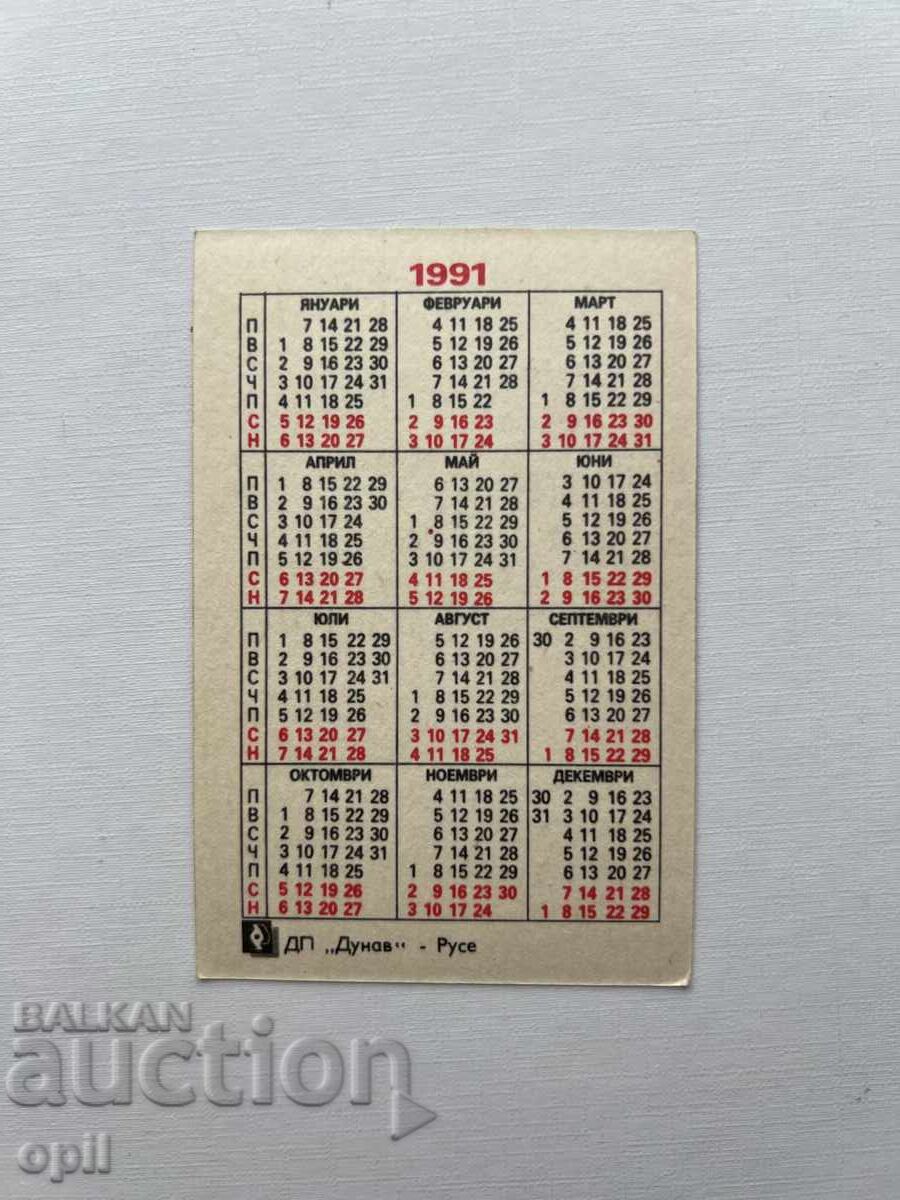 1991
ЯНУАРИ ФЕВРУАРИ МАРТ
П 7 14 21 28 4 11 18 25 4 11 18 25
В 1 8 15 22 29 5 12 19 26 5 12 19 26
С 2 9 16 23 30 6 13 20 27 6 13 20 27
Ч 3 10 17 24 31 7 14 21 28 7 14 21 28
П 4 11 18 25 1 8 15 22 1 8 15 22 29
С 5 12 19 26 2 9 16 23 2 9 16 23 30
Н 6 13 20 27 3 10 17 24 3 10 17 24 31
АПРИЛ МАЙ ЮНИ
П 1 8 15 22 29 6 13 20 27 3 10 17 24
В 2 9 16 23 30 7 14 21 28 4 11 18 25
С 3 10 17 24 1 8 15 22 29 5 12 19 26
Ч 4 11 18 25 2 9 16 23 30 6 13 20 27
П 5 12 19 26 3 10 17 24 31 7 14 21 28
С 6 13 20 27 4 11 18 25 1 8 15 22 29
Н 7 14 21 28 5 12 19 26 2 9 16 23 30
ЮЛИ АВГУСТ СЕПТЕМВРИ
П 1 8 15 22 29 5 12 19 26 30 2 9 16 23
В 2 9 16 23 30 6 13 20 27 3 10 17 24
С 3 10 17 24 31 7 14 21 28 4 11 18 25
Ч 4 11 18 25 1 8 15 22 29 5 12 19 26
П 5 12 19 26 2 9 16 23 30 6 13 20 27
С 6 13 20 27 3 10 17 24 31 7 14 21 28
Н 7 14 21 28 4 11 18 25 1 8 15 22 29
ОКТОМВРИ НОЕМВРИ ДЕКЕМВРИ
П 7 14 21 28 4 11 18 25 30 2 9 16 23
В 1 8 15 22 29 5 12 19 26 31 3 10 17 24
С 2 9 16 23 30 6 13 20 27 4 11 18 25
Ч 3 10 17 24 31 7 14 21 28 5 12 19 26
П 4 11 18 25 1 8 15 22 29 6 13 20 27
С 5 12 19 26 2 9 16 23 30 7 14 21 28
Н 6 13 20 27 3 10 17 24 1 8 15 22 29
ДП „Дунав“ - Русе
BALKAN
auction
opil